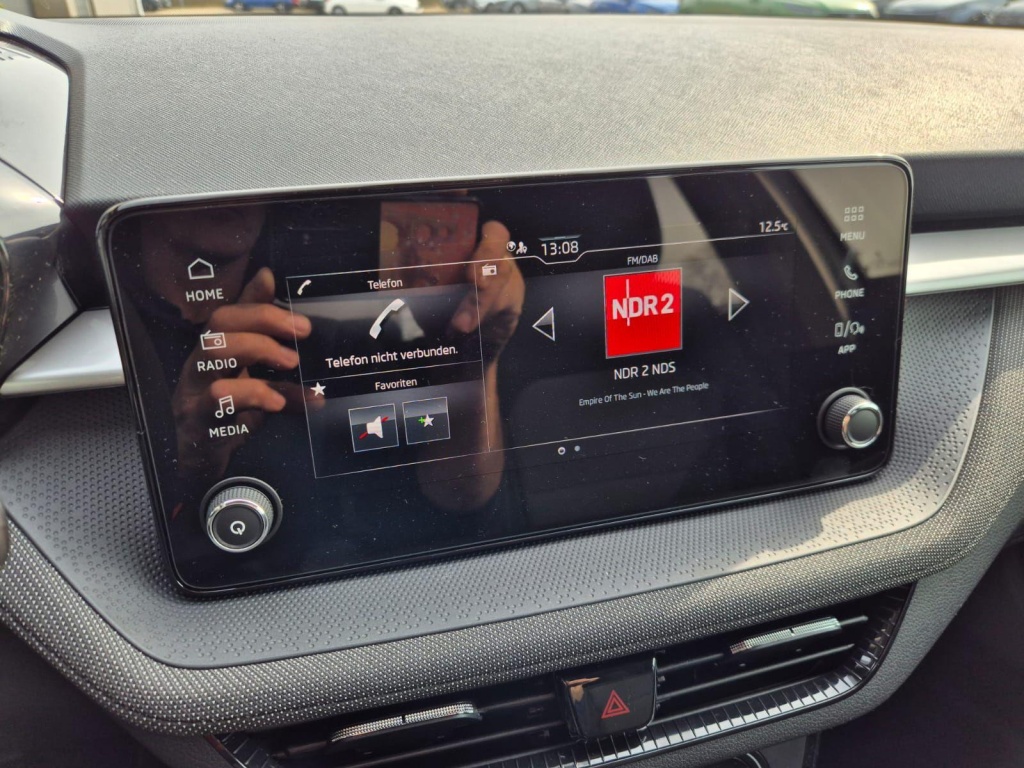 13:08
12.5°C
HOME
RADIO
MEDIA
Telefon
Telefon nicht verbunden.
Favoriten
FM/DAB
NDR 2
NDR 2 NDS
Empire Of The Sun - We Are The People
MENU
PHONE
APP